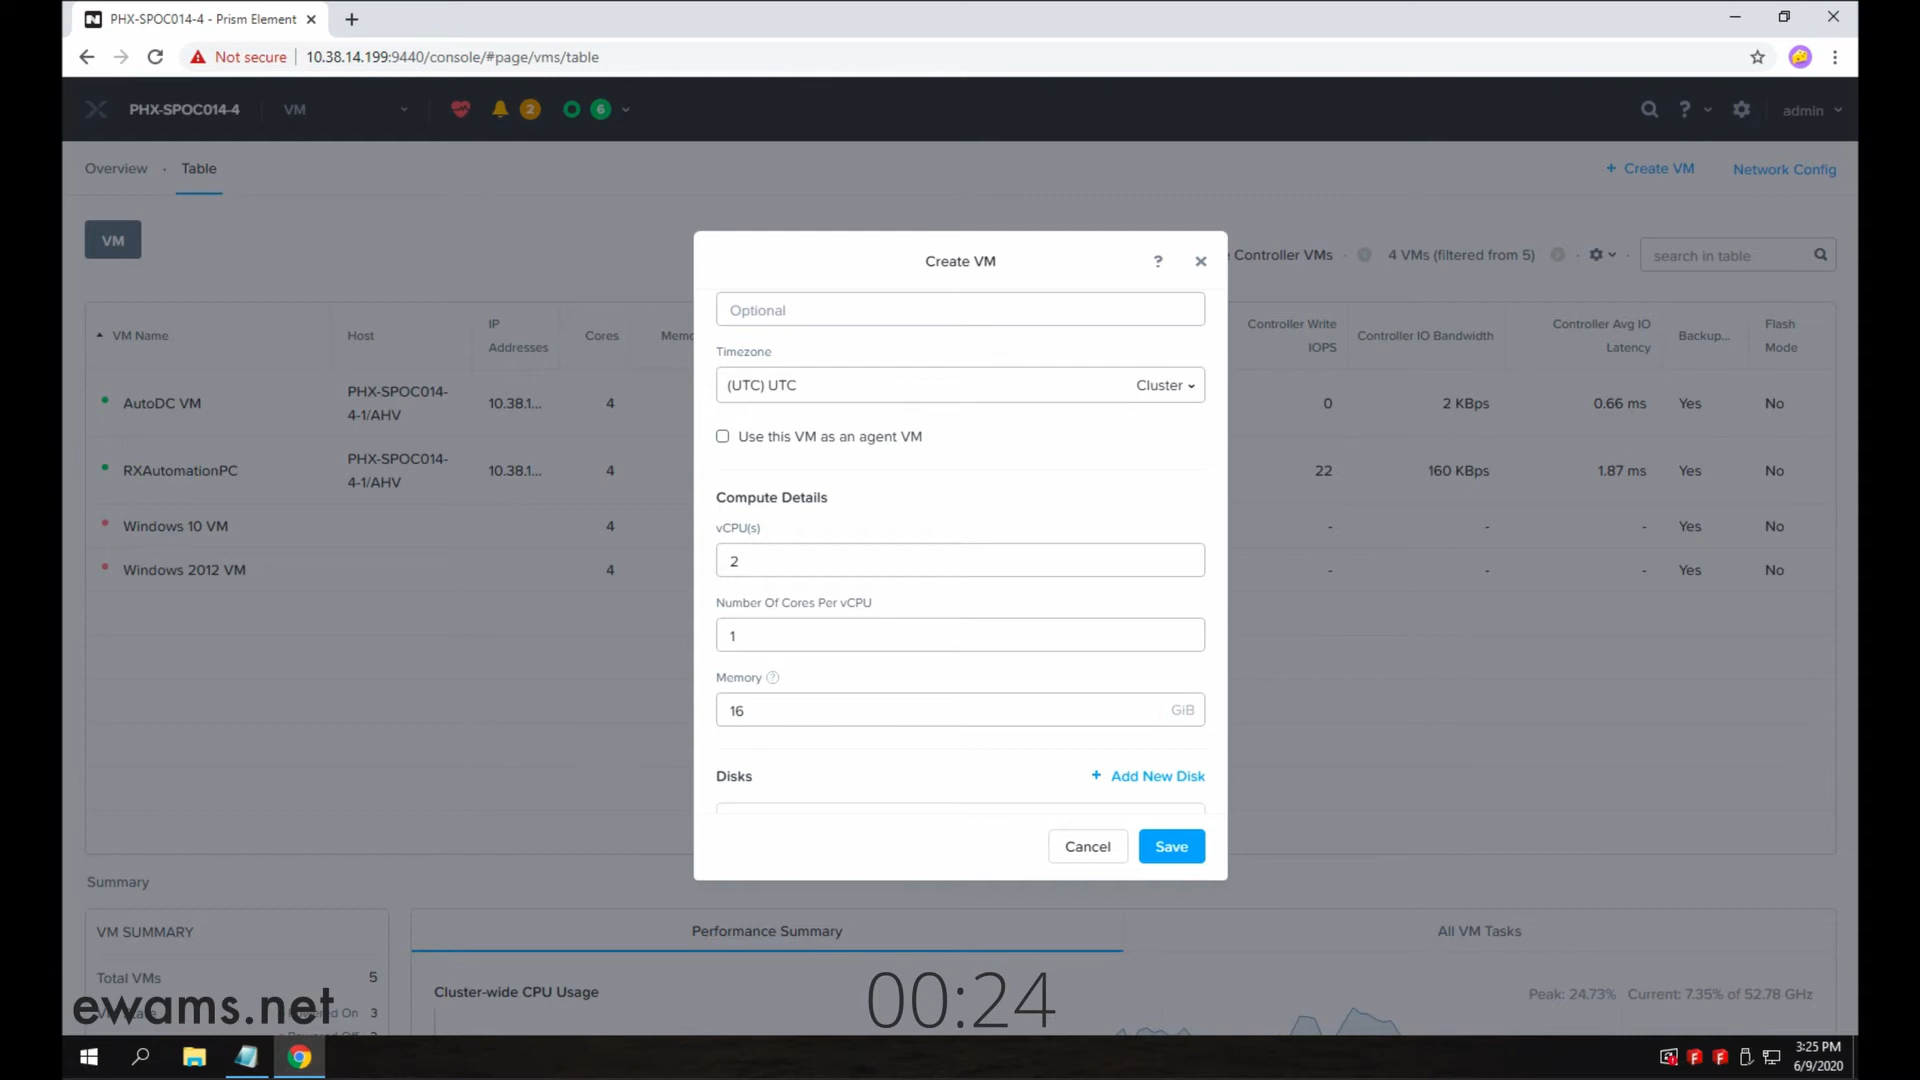 PHX-SPOC014-4 - Prism Element
Not secure
10.38.14.199:9440/console/#page/vms/table
PHX-SPOC014-4
VM
2
6
?
admin
Overview · Table
+ Create VM
Network Config
VM
Controller VMs
4 VMs (filtered from 5)
search in table
VM Name
Host
IP Addresses
Cores
Memo
Controller Write IOPS
Controller IO Bandwidth
Controller Avg IO Latency
Backup...
Flash Mode
AutoDC VM
PHX-SPOC014-4-1/AHV
10.38.1...
4
0
2 KBps
0.66 ms
Yes
No
RXAutomationPC
PHX-SPOC014-4-1/AHV
10.38.1...
4
22
160 KBps
1.87 ms
Yes
No
Windows 10 VM
4
-
-
-
Yes
No
Windows 2012 VM
4
-
-
-
Yes
No
Create VM
?
Optional
Timezone
(UTC) UTC
Cluster
Use this VM as an agent VM
Compute Details
vCPU(s)
2
Number Of Cores Per vCPU
1
Memory ?
16
GiB
Disks
+ Add New Disk
Cancel
Save
Summary
VM SUMMARY
Total VMs
5
On
3
Performance Summary
All VM Tasks
Cluster-wide CPU Usage
Peak: 24.73%
Current: 7.35% of 52.78 GHz
ewams.net
00:24
3:25 PM
6/9/2020